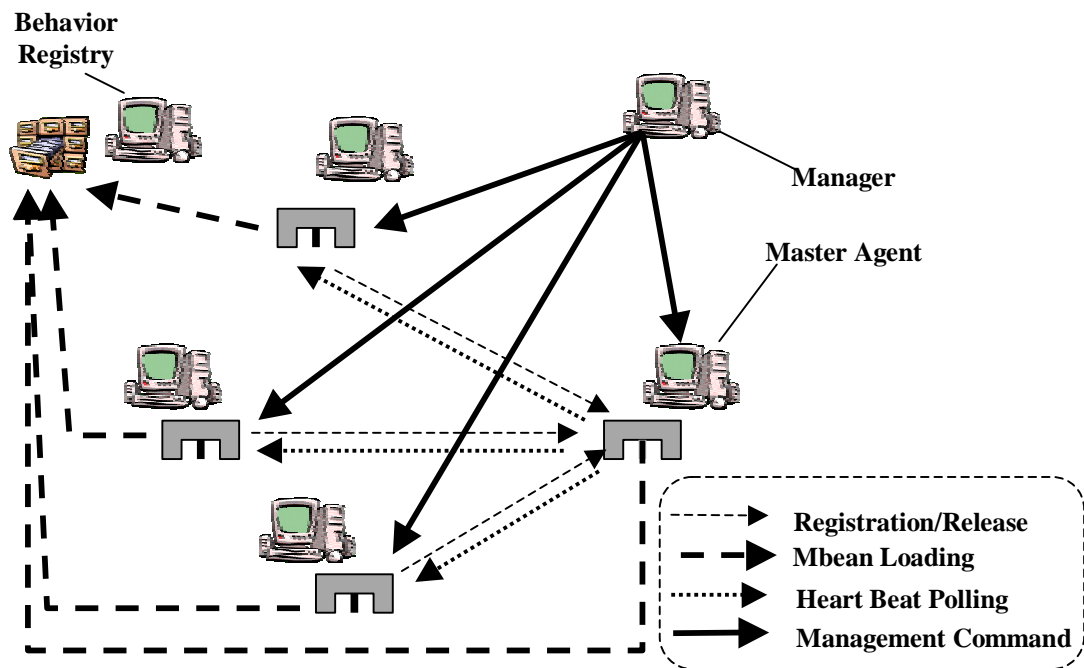 Behavior
Registry
Manager
Master Agent
Registration/Release
Mbean Loading
Heart Beat Polling
Management Command